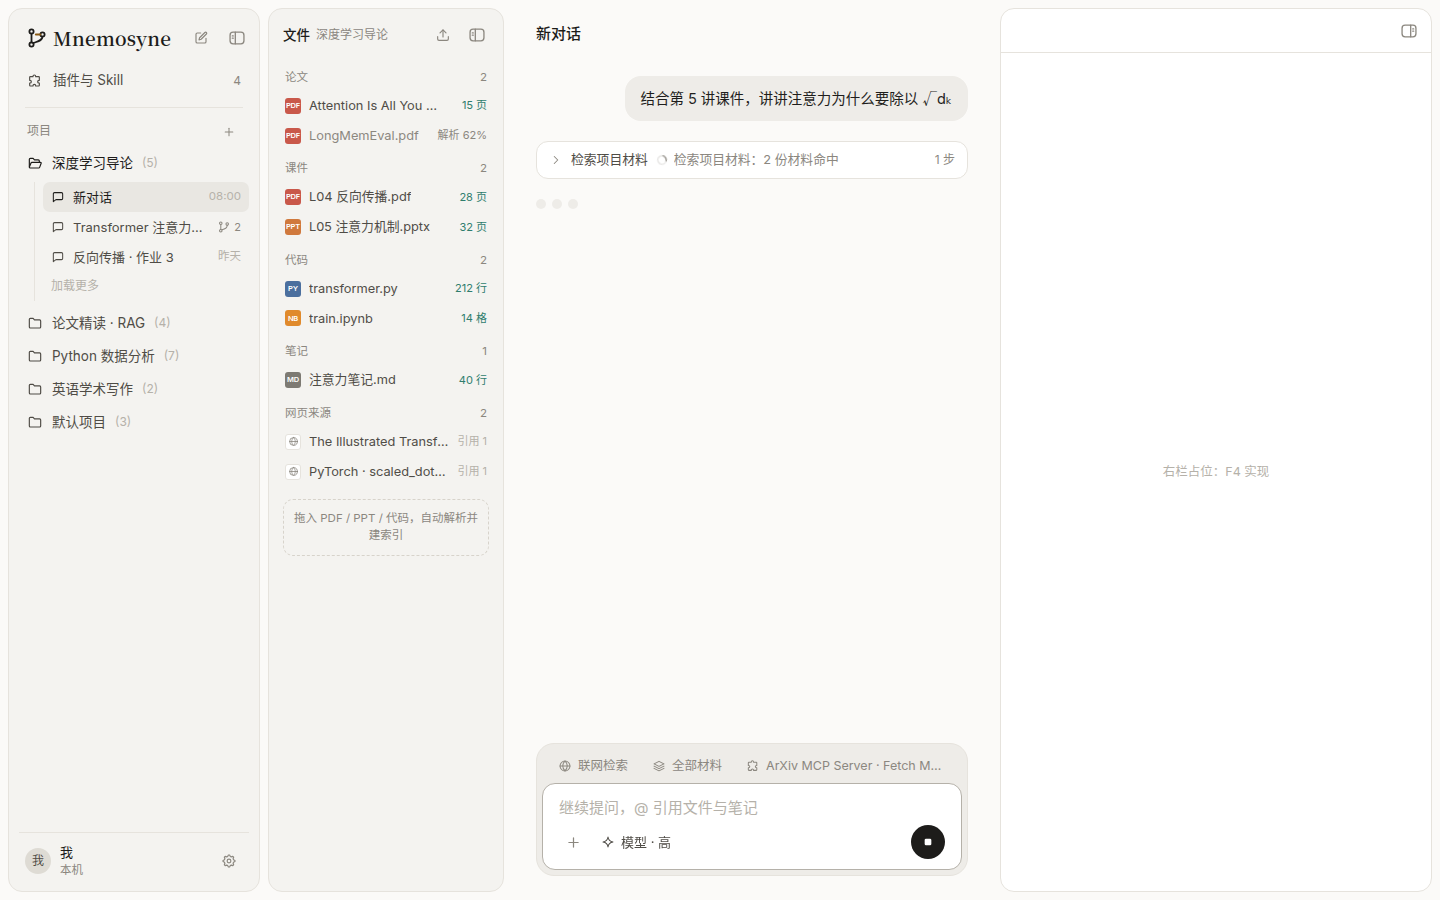 Mnemosyne
插件与 Skill 4
项目
深度学习导论 (5)
新对话 08:00
Transformer 注意力... 2
反向传播 · 作业 3 昨天
加载更多
论文精读 · RAG (4)
Python 数据分析 (7)
英语学术写作 (2)
默认项目 (3)
我 我
本机
文件 深度学习导论
论文 2
PDF Attention Is All You ... 15 页
PDF LongMemEval.pdf 解析 62%
课件 2
PDF L04 反向传播.pdf 28 页
PPT L05 注意力机制.pptx 32 页
代码 2
PY transformer.py 212 行
NB train.ipynb 14 格
笔记 1
MD 注意力笔记.md 40 行
网页来源 2
The Illustrated Transf... 引用 1
PyTorch · scaled_dot... 引用 1
拖入 PDF / PPT / 代码，自动解析并
建索引
新对话
结合第 5 讲课件，讲讲注意力为什么要除以 √dₖ
检索项目材料 检索项目材料：2 份材料命中 1 步
联网检索 全部材料 ArXiv MCP Server · Fetch M...
继续提问，@ 引用文件与笔记
模型 · 高
右栏占位：F4 实现